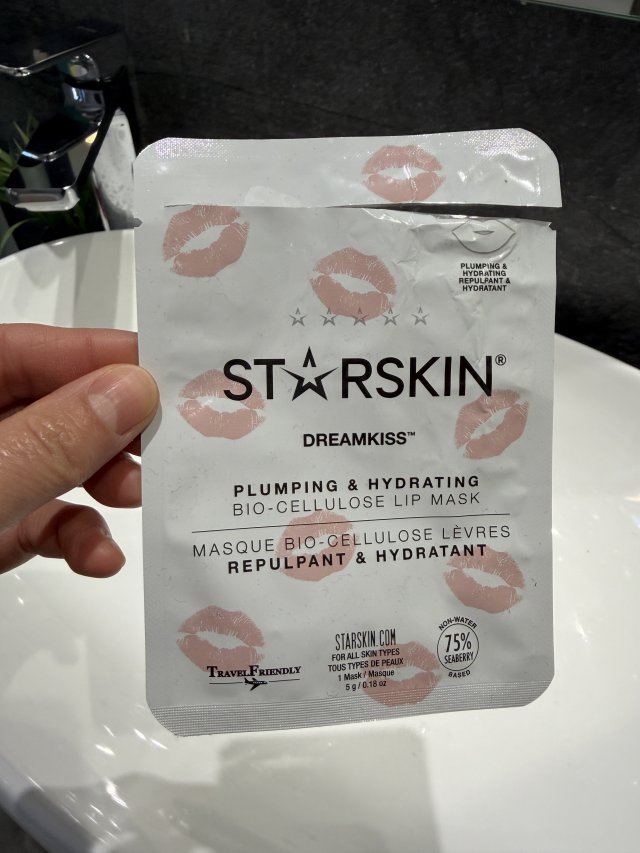 PLUMPING &
HYDRATING
REPULPANT &
HYDRATANT
STARSKIN®
DREAMKISS™
PLUMPING & HYDRATING
BIO-CELLULOSE LIP MASK
MASQUE BIO-CELLULOSE LÈVRES
REPULPANT & HYDRATANT
TRAVELFRIENDLY
STARSKIN.COM
FOR ALL SKIN TYPES
TOUS TYPES DE PEAUX
1 Mask / Masque
5 g / 0.18 oz
NON-WATER
75%
SEABERRY
BASED